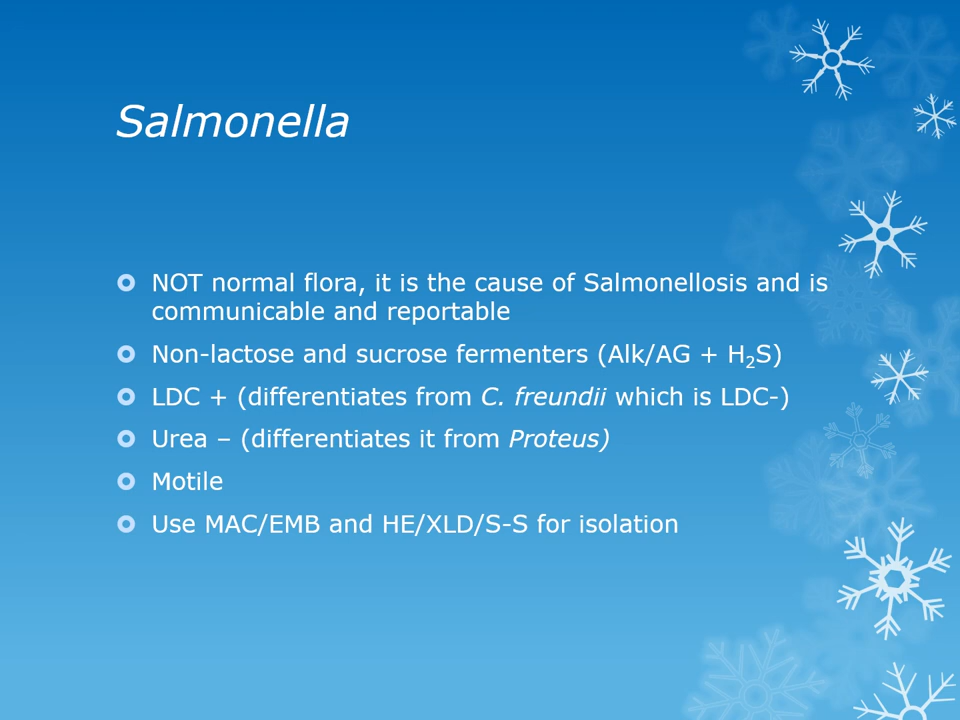 Salmonella
NOT normal flora, it is the cause of Salmonellosis and is
communicable and reportable
Non-lactose and sucrose fermenters (Alk/AG + H₂S)
LDC + (differentiates from C. freundii which is LDC-)
Urea – (differentiates it from Proteus)
Motile
Use MAC/EMB and HE/XLD/S-S for isolation